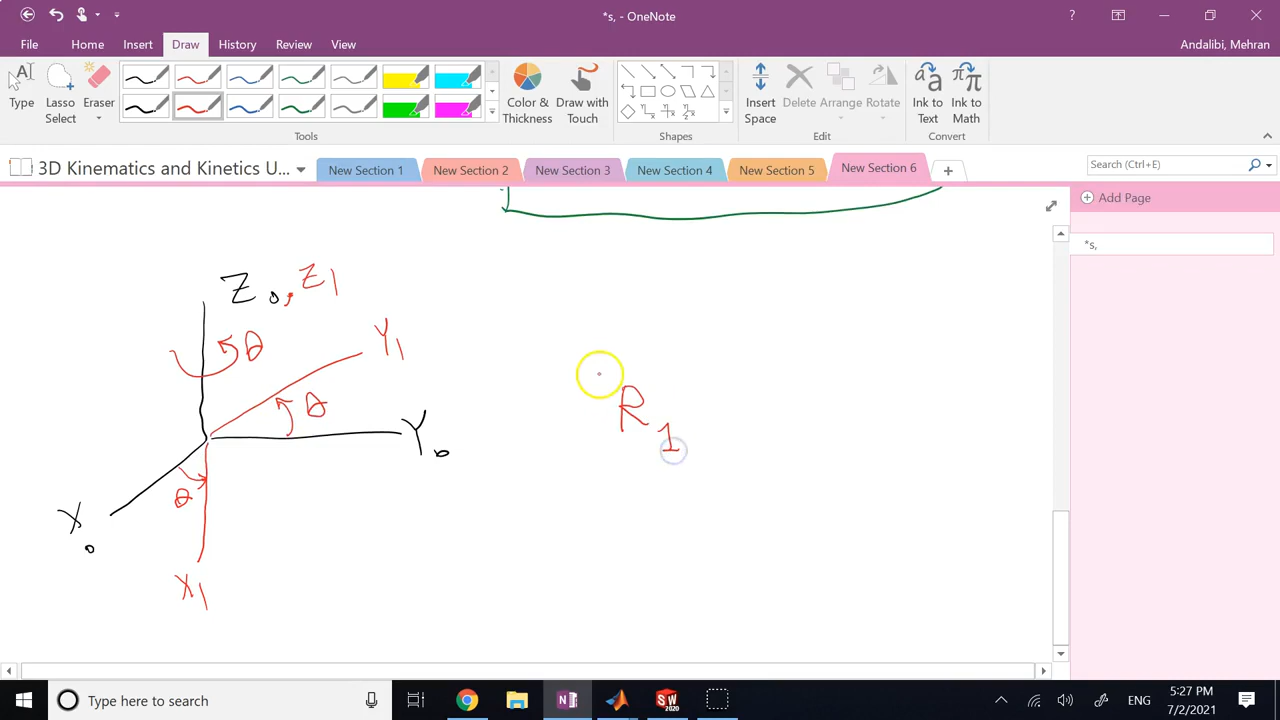 *s, - OneNote
?
File Home Insert Draw History Review View
Andalibi, Mehran
Type
Lasso Select
Eraser
Color & Thickness
Draw with Touch
Insert Space
Delete
Arrange
Rotate
Ink to Text
Ink to Math
Tools
Shapes
Edit
Convert
3D Kinematics and Kinetics U...
New Section 1
New Section 2
New Section 3
New Section 4
New Section 5
New Section 6
Search (Ctrl+E)
Add Page
*s,
Z0, Z1
θ
Y1
θ
Y0
R1
θ
X0
X1
Type here to search
ENG
5:27 PM
7/2/2021